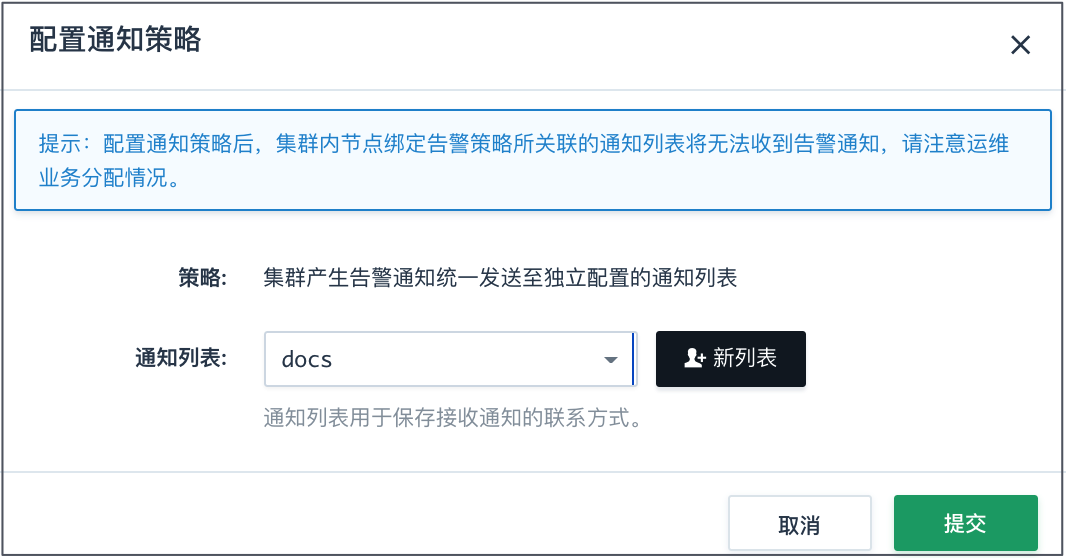 配置通知策略
提示：配置通知策略后，集群内节点绑定告警策略所关联的通知列表将无法收到告警通知，请注意运维
业务分配情况。
策略: 集群产生告警通知统一发送至独立配置的通知列表
通知列表: docs 新列表
通知列表用于保存接收通知的联系方式。
取消 提交